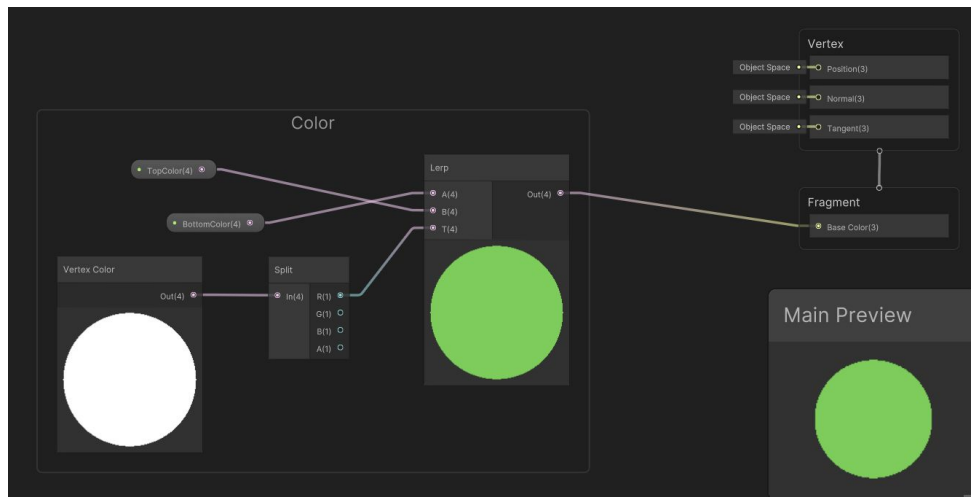 Vertex
Object Space
Position(3)
Object Space
Normal(3)
Object Space
Tangent(3)
Color
TopColor(4)
Lerp
A(4)
Out(4)
B(4)
T(4)
BottomColor(4)
Fragment
Base Color(3)
Vertex Color
Out(4)
Split
In(4)
R(1)
G(1)
B(1)
A(1)
Main Preview